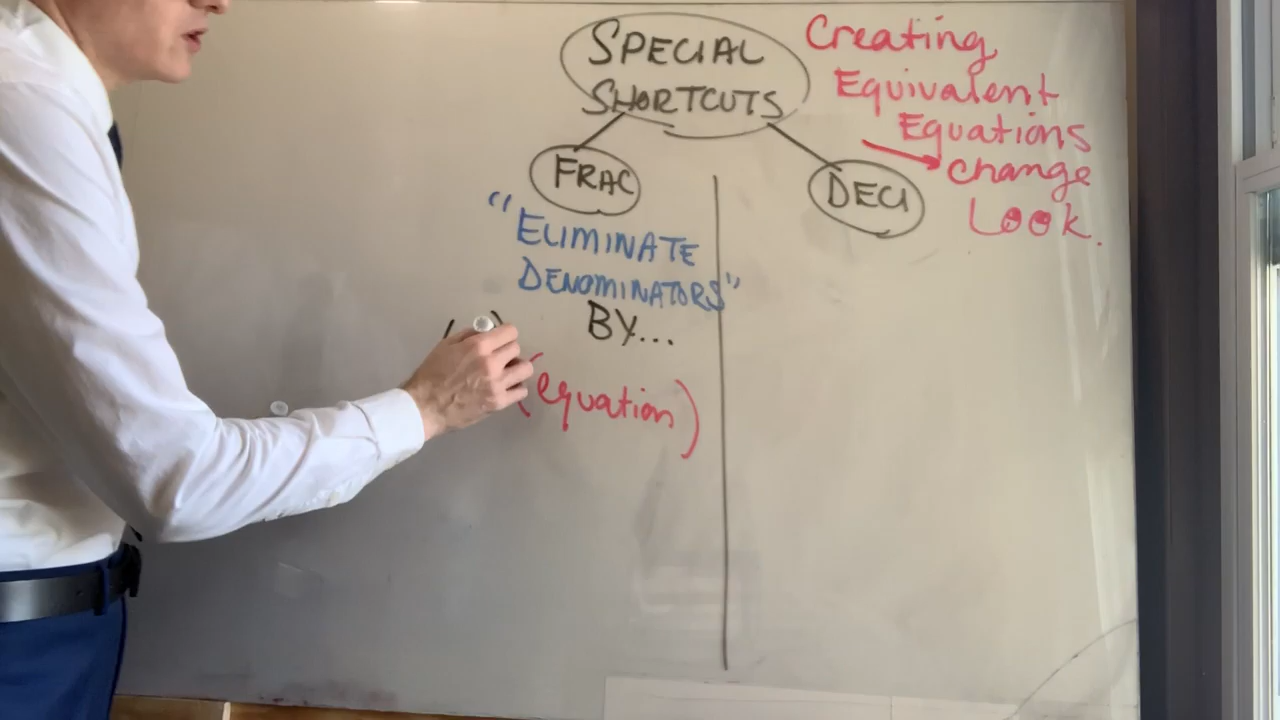 SPECIAL
SHORTCUTS
FRAC
"ELIMINATE
DENOMINATORS"
BY...
(equation)
DECI
Creating
Equivalent
Equations
change
Look.